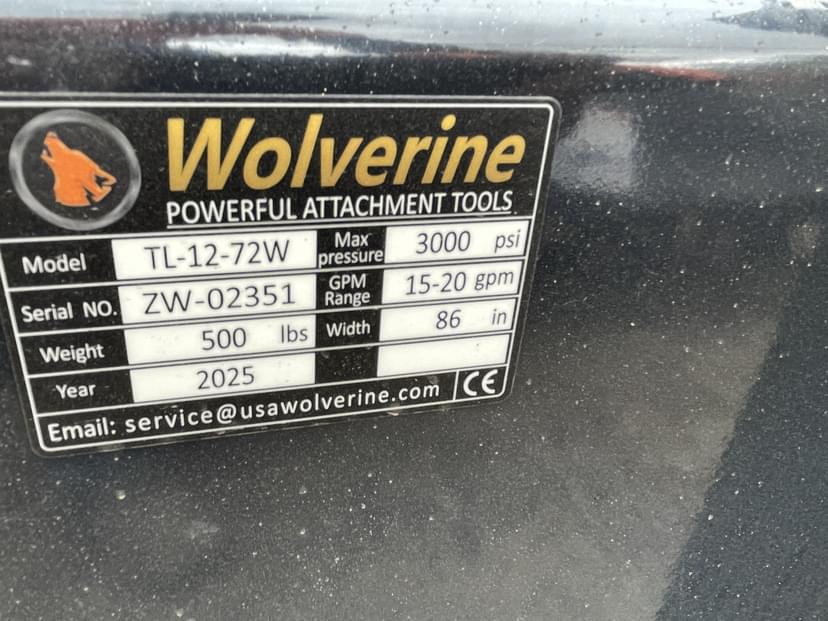 Wolverine
POWERFUL ATTACHMENT TOOLS
Model TL-12-72W Max pressure 3000 psi
Serial NO. ZW-02351 GPM Range 15-20 gpm
Weight 500 lbs Width 86 in
Year 2025
Email: service@usawolverine.com CE